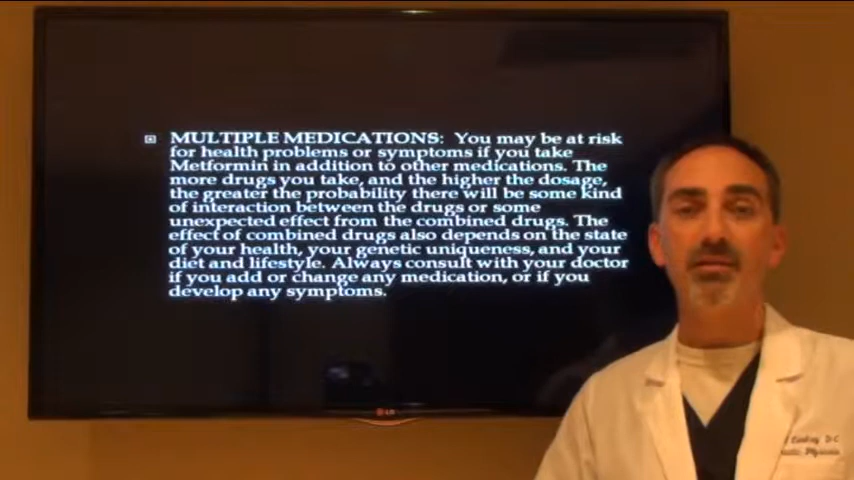 MULTIPLE MEDICATIONS: You may be at risk
for health problems or symptoms if you take
Metformin in addition to other medications. The
more drugs you take, and the higher the dosage,
the greater the probability there will be some kind
of interaction between the drugs or some
unexpected effect from the combined drugs. The
effect of combined drugs also depends on the state
of your health, your genetic uniqueness, and your
diet and lifestyle. Always consult with your doctor
if you add or change any medication, or if you
develop any symptoms.
LG
D.C